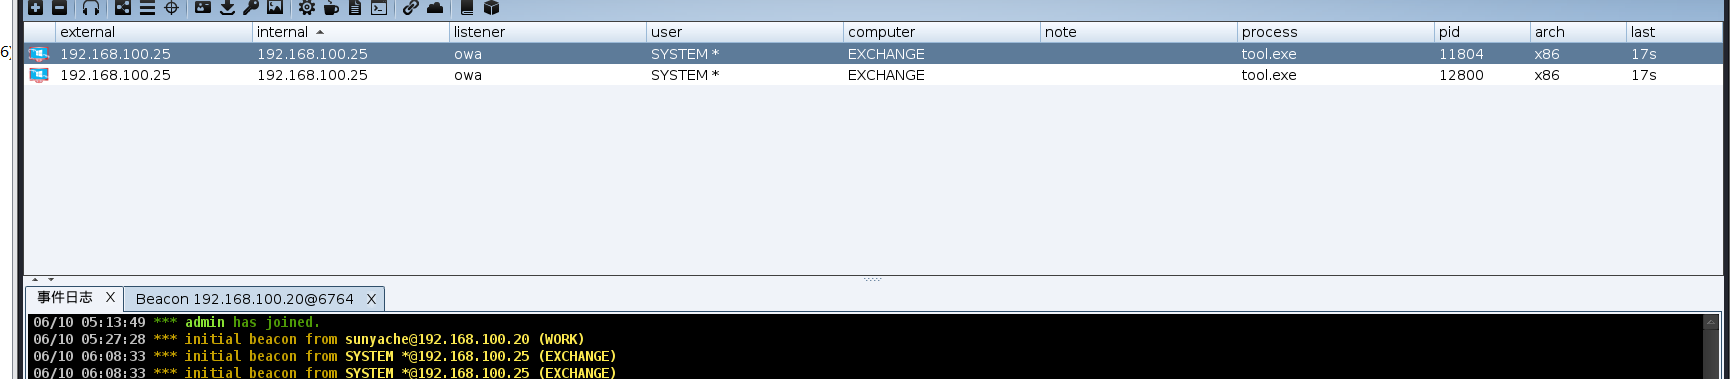 external internal listener user computer note process pid arch last
6) 192.168.100.25 192.168.100.25 owa SYSTEM * EXCHANGE tool.exe 11804 x86 17s
192.168.100.25 192.168.100.25 owa SYSTEM * EXCHANGE tool.exe 12800 x86 17s
事件日志 X Beacon 192.168.100.20@6764 X
06/10 05:13:49 *** admin has joined.
06/10 05:27:28 *** initial beacon from sunyache@192.168.100.20 (WORK)
06/10 06:08:33 *** initial beacon from SYSTEM *@192.168.100.25 (EXCHANGE)
06/10 06:08:33 *** initial beacon from SYSTEM *@192.168.100.25 (EXCHANGE)